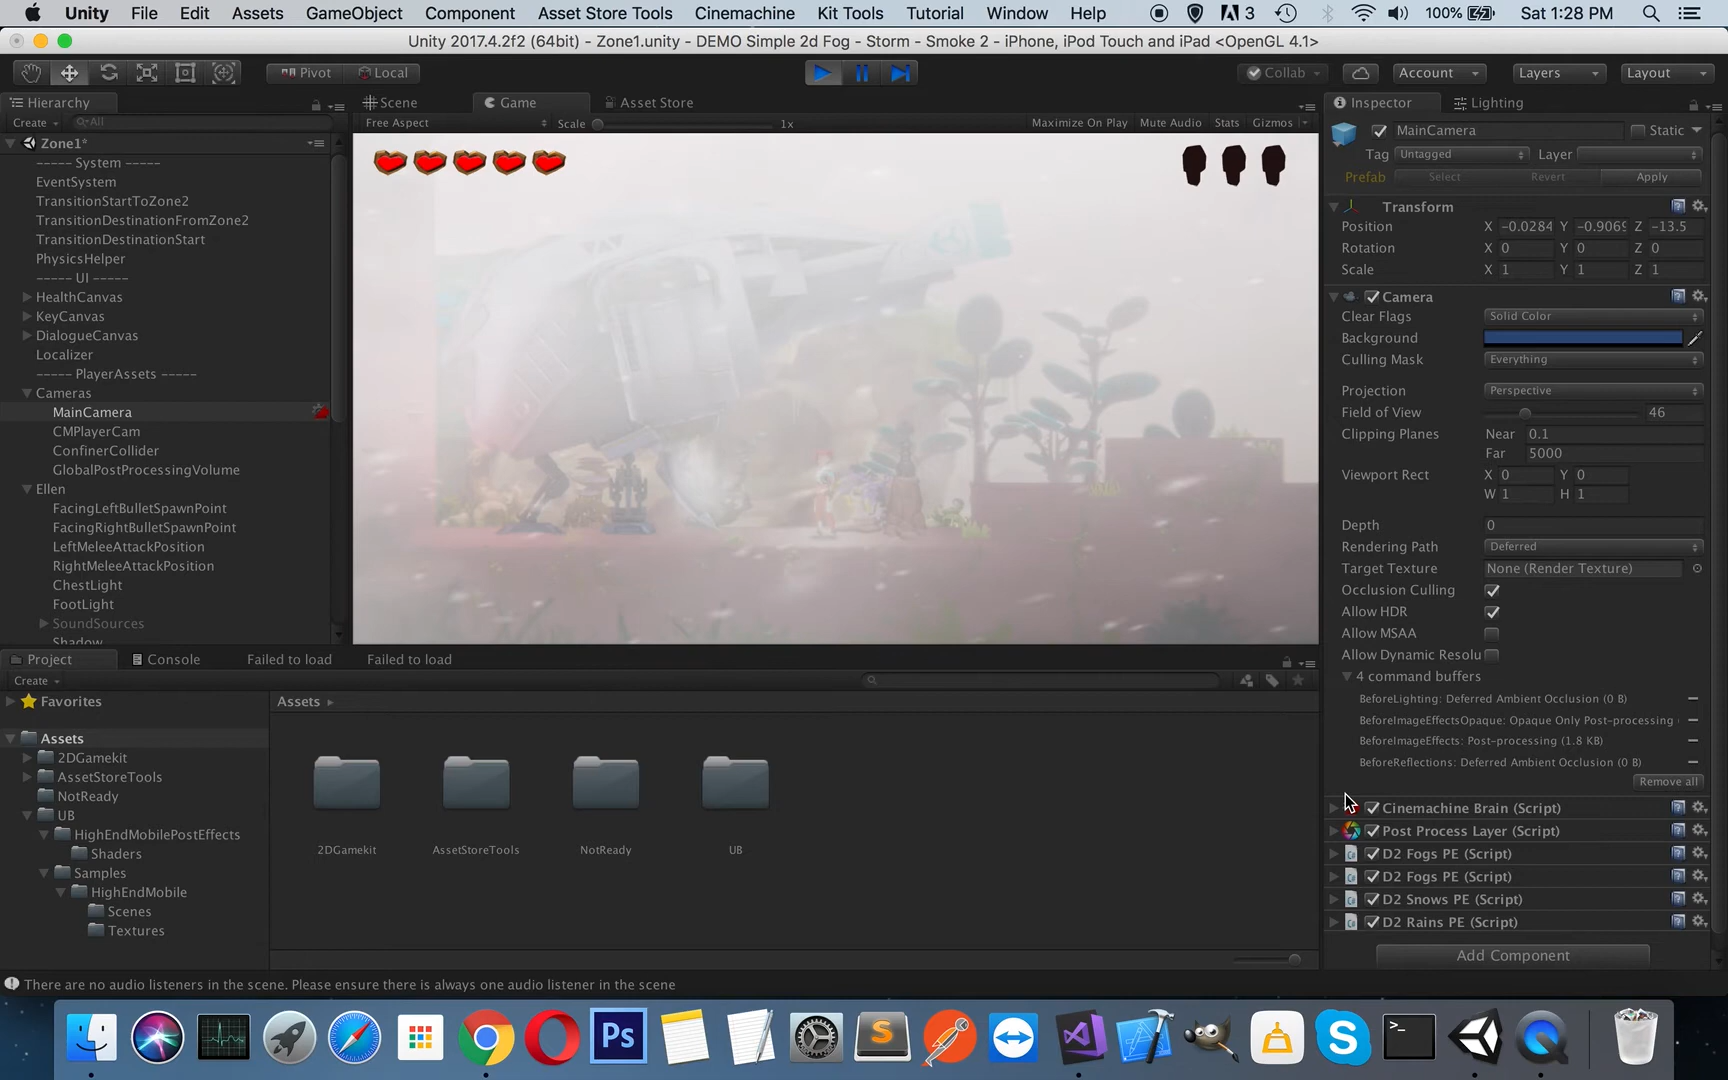 Unity File Edit Assets GameObject Component Asset Store Tools Cinemachine Kit Tools Tutorial Window Help 3 100% Sat 1:28 PM
Unity 2017.4.2f2 (64bit) - Zone1.unity - DEMO Simple 2d Fog - Storm - Smoke 2 - iPhone, iPod Touch and iPad <OpenGL 4.1>
Pivot Local Collab Account Layers Layout
Hierarchy
Create All
Zone1*
----- System -----
EventSystem
TransitionStartToZone2
TransitionDestinationFromZone2
TransitionDestinationStart
PhysicsHelper
----- UI -----
HealthCanvas
KeyCanvas
DialogueCanvas
Localizer
----- PlayerAssets -----
Cameras
MainCamera
CMPlayerCam
ConfinerCollider
GlobalPostProcessingVolume
Ellen
FacingLeftBulletSpawnPoint
FacingRightBulletSpawnPoint
LeftMeleeAttackPosition
RightMeleeAttackPosition
ChestLight
FootLight
SoundSources
Shadow
Scene Game Asset Store
Free Aspect Scale 1x Maximize On Play Mute Audio Stats Gizmos
Inspector Lighting
MainCamera Static
Tag Untagged Layer
Prefab Select Revert Apply
Transform
Position X -0.0284 Y -0.9069 Z -13.5
Rotation X 0 Y 0 Z 0
Scale X 1 Y 1 Z 1
Camera
Clear Flags Solid Color
Background
Culling Mask Everything
Projection Perspective
Field of View 46
Clipping Planes Near 0.1
Far 5000
Viewport Rect X 0 Y 0
W 1 H 1
Depth 0
Rendering Path Deferred
Target Texture None (Render Texture)
Occlusion Culling
Allow HDR
Allow MSAA
Allow Dynamic Resolu
4 command buffers
BeforeLighting: Deferred Ambient Occlusion (0 B)
BeforeImageEffectsOpaque: Opaque Only Post-processing
BeforeImageEffects: Post-processing (1.8 KB)
BeforeReflections: Deferred Ambient Occlusion (0 B)
Remove all
Cinemachine Brain (Script)
Post Process Layer (Script)
D2 Fogs PE (Script)
D2 Fogs PE (Script)
D2 Snows PE (Script)
D2 Rains PE (Script)
Add Component
Project Console Failed to load Failed to load
Create
Favorites
Assets
2DGamekit
AssetStoreTools
NotReady
UB
HighEndMobilePostEffects
Shaders
Samples
HighEndMobile
Scenes
Textures
Assets
2DGamekit AssetStoreTools NotReady UB
There are no audio listeners in the scene. Please ensure there is always one audio listener in the scene
Ps
S
>_